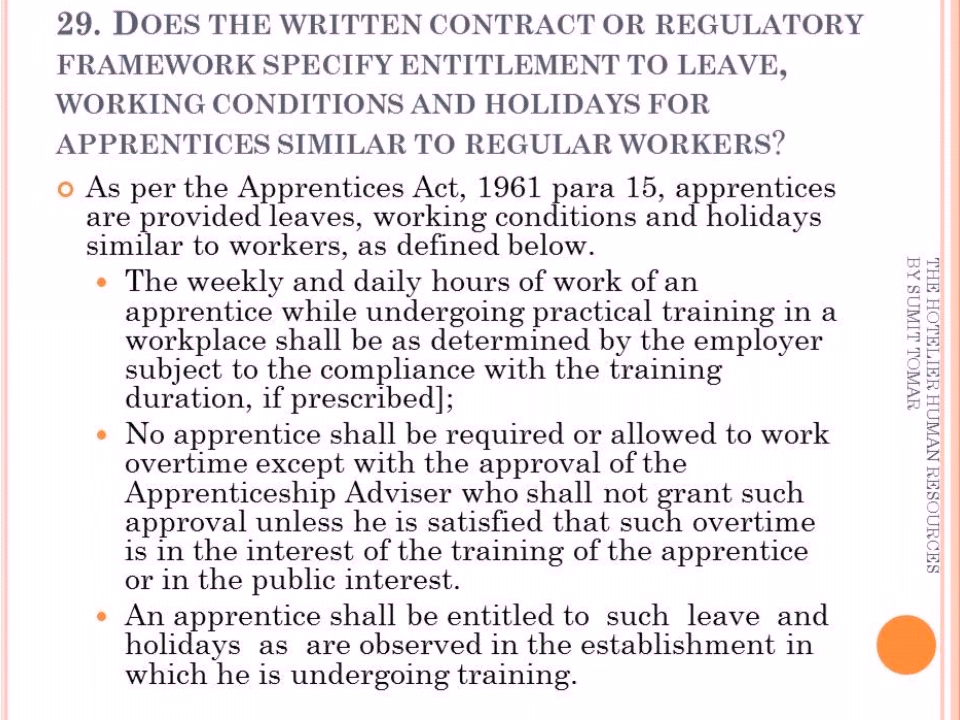 29. DOES THE WRITTEN CONTRACT OR REGULATORY
FRAMEWORK SPECIFY ENTITLEMENT TO LEAVE,
WORKING CONDITIONS AND HOLIDAYS FOR
APPRENTICES SIMILAR TO REGULAR WORKERS?
As per the Apprentices Act, 1961 para 15, apprentices
are provided leaves, working conditions and holidays
similar to workers, as defined below.
The weekly and daily hours of work of an
apprentice while undergoing practical training in a
workplace shall be as determined by the employer
subject to the compliance with the training
duration, if prescribed];
No apprentice shall be required or allowed to work
overtime except with the approval of the
Apprenticeship Adviser who shall not grant such
approval unless he is satisfied that such overtime
is in the interest of the training of the apprentice
or in the public interest.
An apprentice shall be entitled to such leave and
holidays as are observed in the establishment in
which he is undergoing training.
THE HOTELIER HUMAN RESOURCES
BY SUMIT TOMAR